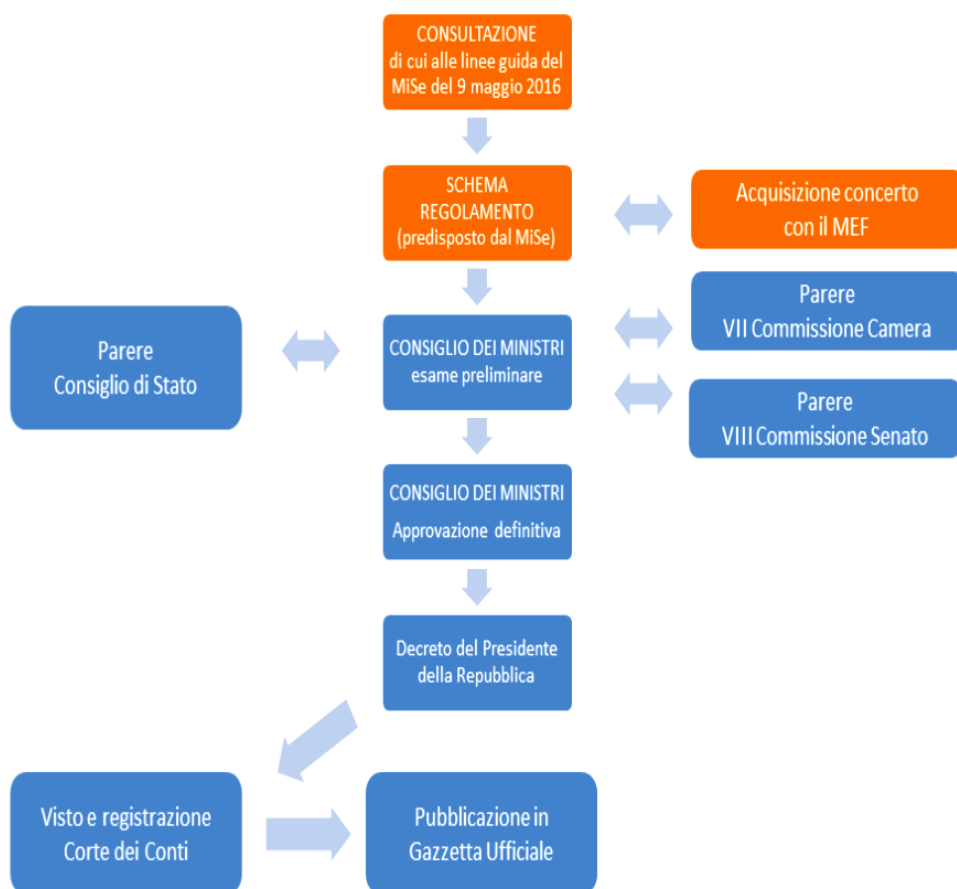 CONSULTAZIONE
di cui alle linee guida del
MiSe del 9 maggio 2016
SCHEMA
REGOLAMENTO
(predisposto dal MiSe)
Acquisizione concerto
con il MEF
Parere
VII Commissione Camera
Parere
Consiglio di Stato
CONSIGLIO DEI MINISTRI
esame preliminare
Parere
VIII Commissione Senato
CONSIGLIO DEI MINISTRI
Approvazione definitiva
Decreto del Presidente
della Repubblica
Visto e registrazione
Corte dei Conti
Pubblicazione in
Gazzetta Ufficiale